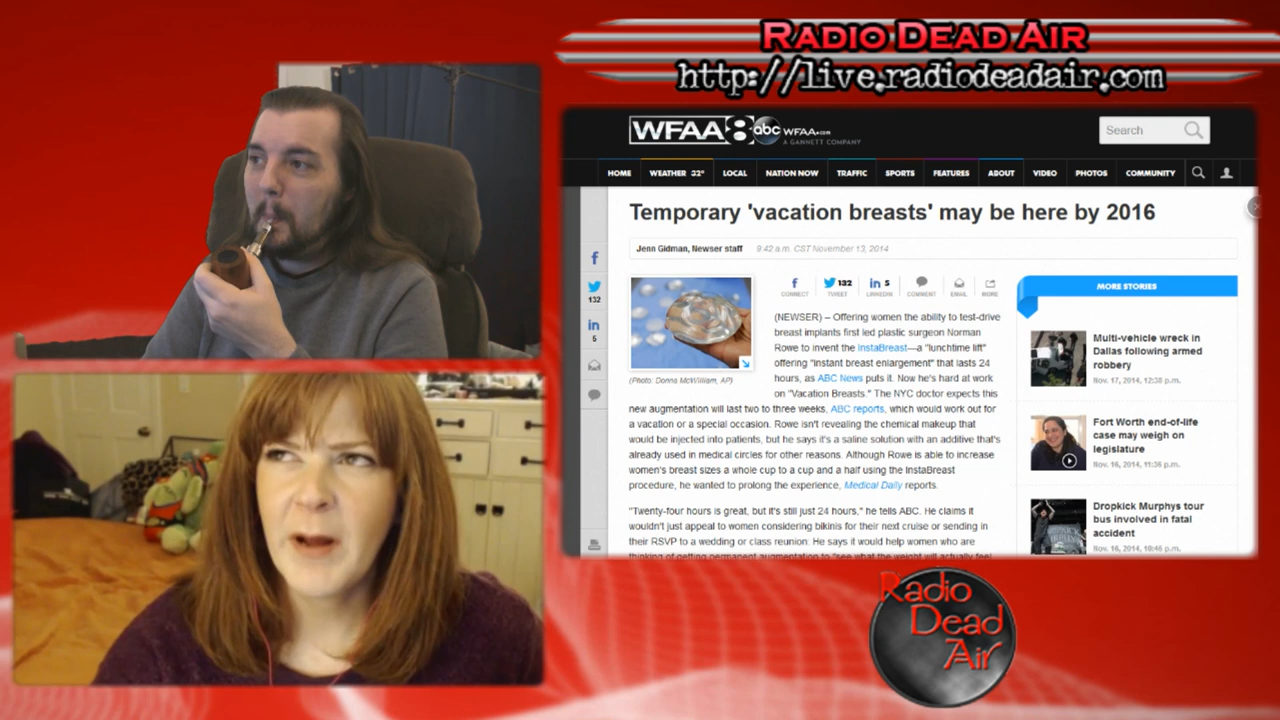 RADIO DEAD AIR
http://live.radiodeadair.com
WFAA 8 abc WFAA.com
A GANNETT COMPANY
Search
HOME WEATHER 32° LOCAL NATION NOW TRAFFIC SPORTS FEATURES ABOUT VIDEO PHOTOS COMMUNITY
Temporary 'vacation breasts' may be here by 2016
Jenn Gidman, Newser staff 9:42 a.m. CST November 13, 2014
132
5
(Photo: Donna McWilliam, AP)
CONNECT
132
TWEET
5
LINKEDIN
COMMENT
EMAIL
MORE
(NEWSER) – Offering women the ability to test-drive
breast implants first led plastic surgeon Norman
Rowe to invent the InstaBreast—a "lunchtime lift"
offering "instant breast enlargement" that lasts 24
hours, as ABC News puts it. Now he's hard at work
on "Vacation Breasts." The NYC doctor expects this
new augmentation will last two to three weeks, ABC reports, which would work out for
a vacation or a special occasion. Rowe isn't revealing the chemical makeup that
would be injected into patients, but he says it's a saline solution with an additive that's
already used in medical circles for other reasons. Although Rowe is able to increase
women's breast sizes a whole cup to a cup and a half using the InstaBreast
procedure, he wanted to prolong the experience, Medical Daily reports.
"Twenty-four hours is great, but it's still just 24 hours," he tells ABC. He claims it
wouldn't just appeal to women considering bikinis for their next cruise or sending in
their RSVP to a wedding or class reunion: He says it would help women who are
thinking of getting permanent augmentation to "see what the weight will actually feel
MORE STORIES
Multi-vehicle wreck in
Dallas following armed
robbery
Nov. 17, 2014, 12:38 p.m.
Fort Worth end-of-life
case may weigh on
legislature
Nov. 16, 2014, 11:36 p.m.
Dropkick Murphys tour
bus involved in fatal
accident
Nov. 16, 2014, 10:46 p.m.
Radio
Dead
Air